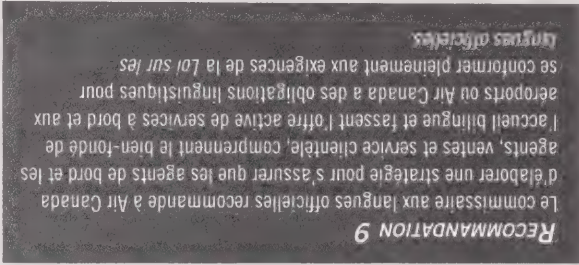 RECOMMANDATION 9
Le commissaire aux langues officielles recommande à Air Canada
d'élaborer une stratégie pour s'assurer que les agents de bord et les
agents, ventes et service clientèle, comprennent le bien-fondé de
l'accueil bilingue et fassent l'offre active de services à bord et aux
aéroports où Air Canada a des obligations linguistiques pour
se conformer pleinement aux exigences de la Loi sur les
langues officielles.